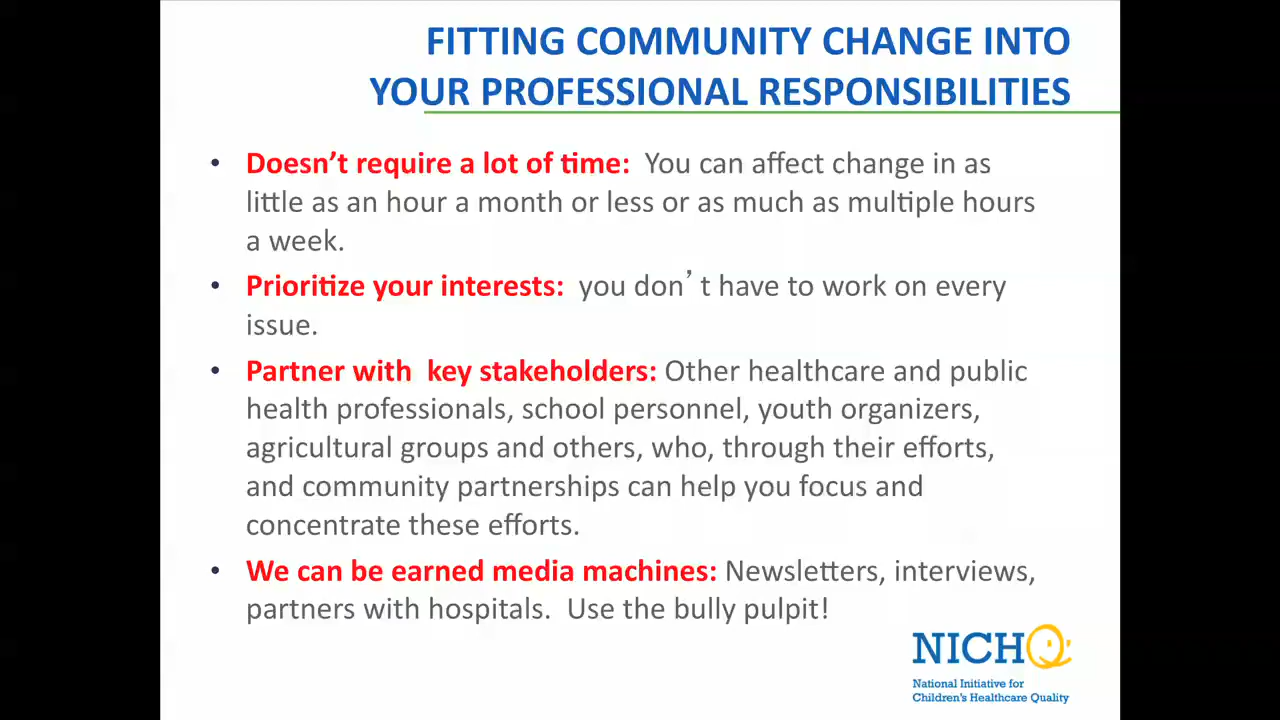 FITTING COMMUNITY CHANGE INTO
YOUR PROFESSIONAL RESPONSIBILITIES
• Doesn’t require a lot of time: You can affect change in as
little as an hour a month or less or as much as multiple hours
a week.
• Prioritize your interests: you don’t have to work on every
issue.
• Partner with key stakeholders: Other healthcare and public
health professionals, school personnel, youth organizers,
agricultural groups and others, who, through their efforts,
and community partnerships can help you focus and
concentrate these efforts.
• We can be earned media machines: Newsletters, interviews,
partners with hospitals. Use the bully pulpit!
NICHQ
National Initiative for
Children’s Healthcare Quality